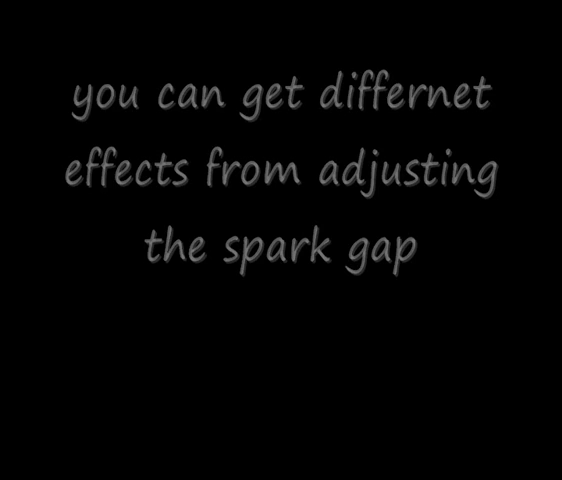 you can get differnet
effects from adjusting
the spark gap